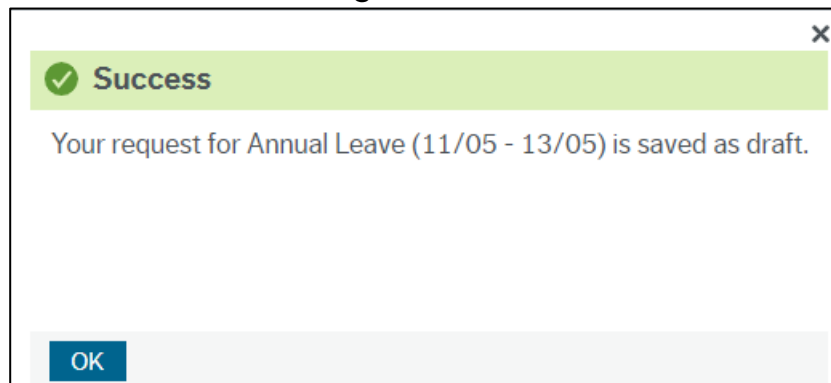 ×
Success
Your request for Annual Leave (11/05 - 13/05) is saved as draft.
OK